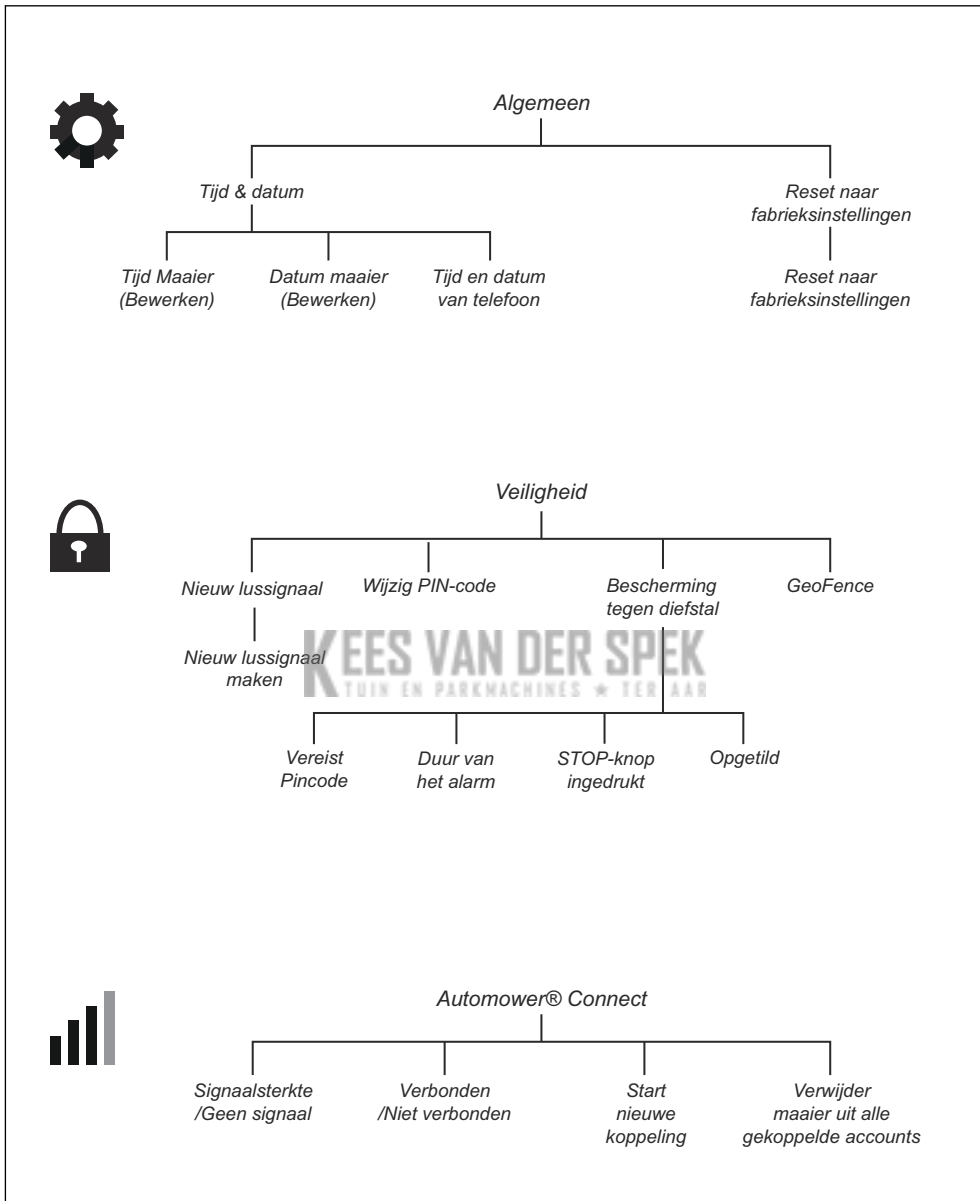 Algemeen
Tijd & datum
Reset naar
fabrieksinstellingen
Tijd Maaier
(Bewerken)
Datum maaier
(Bewerken)
Tijd en datum
van telefoon
Reset naar
fabrieksinstellingen
Veiligheid
Nieuw lussignaal
Wijzig PIN-code
Bescherming
tegen diefstal
GeoFence
Nieuw lussignaal
maken
KEES VAN DER SPEK
TUIN EN PARKMACHINES ★ TER AAR
Vereist
Pincode
Duur van
het alarm
STOP-knop
ingedrukt
Opgetild
Automower® Connect
Signaalsterkte
/Geen signaal
Verbonden
/Niet verbonden
Start
nieuwe
koppeling
Verwijder
maaier uit alle
gekoppelde accounts